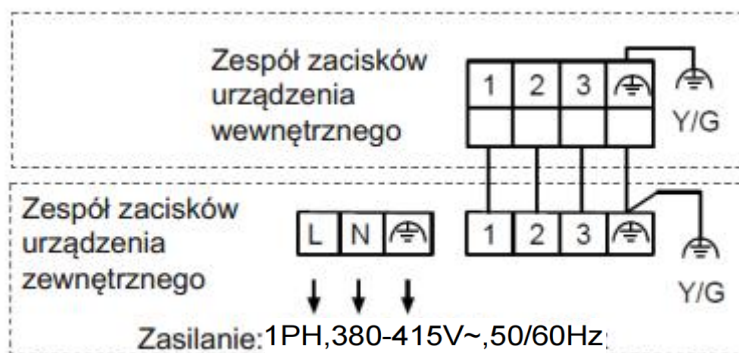 Zespół zacisków
urządzenia
wewnętrznego
1 2 3
Y/G
Zespół zacisków
urządzenia
zewnętrznego
L N
1 2 3
Y/G
Zasilanie:1PH,380-415V~,50/60Hz